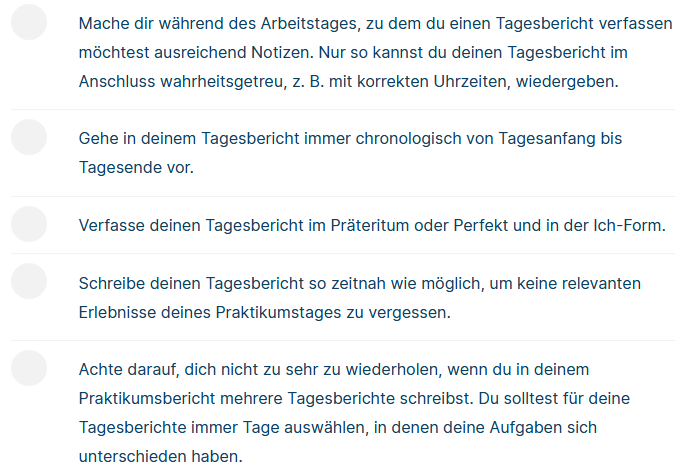 Mache dir während des Arbeitstages, zu dem du einen Tagesbericht verfassen
möchtest ausreichend Notizen. Nur so kannst du deinen Tagesbericht im
Anschluss wahrheitsgetreu, z. B. mit korrekten Uhrzeiten, wiedergeben.
Gehe in deinem Tagesbericht immer chronologisch von Tagesanfang bis
Tagesende vor.
Verfasse deinen Tagesbericht im Präteritum oder Perfekt und in der Ich-Form.
Schreibe deinen Tagesbericht so zeitnah wie möglich, um keine relevanten
Erlebnisse deines Praktikumstages zu vergessen.
Achte darauf, dich nicht zu sehr zu wiederholen, wenn du in deinem
Praktikumsbericht mehrere Tagesberichte schreibst. Du solltest für deine
Tagesberichte immer Tage auswählen, in denen deine Aufgaben sich
unterschieden haben.